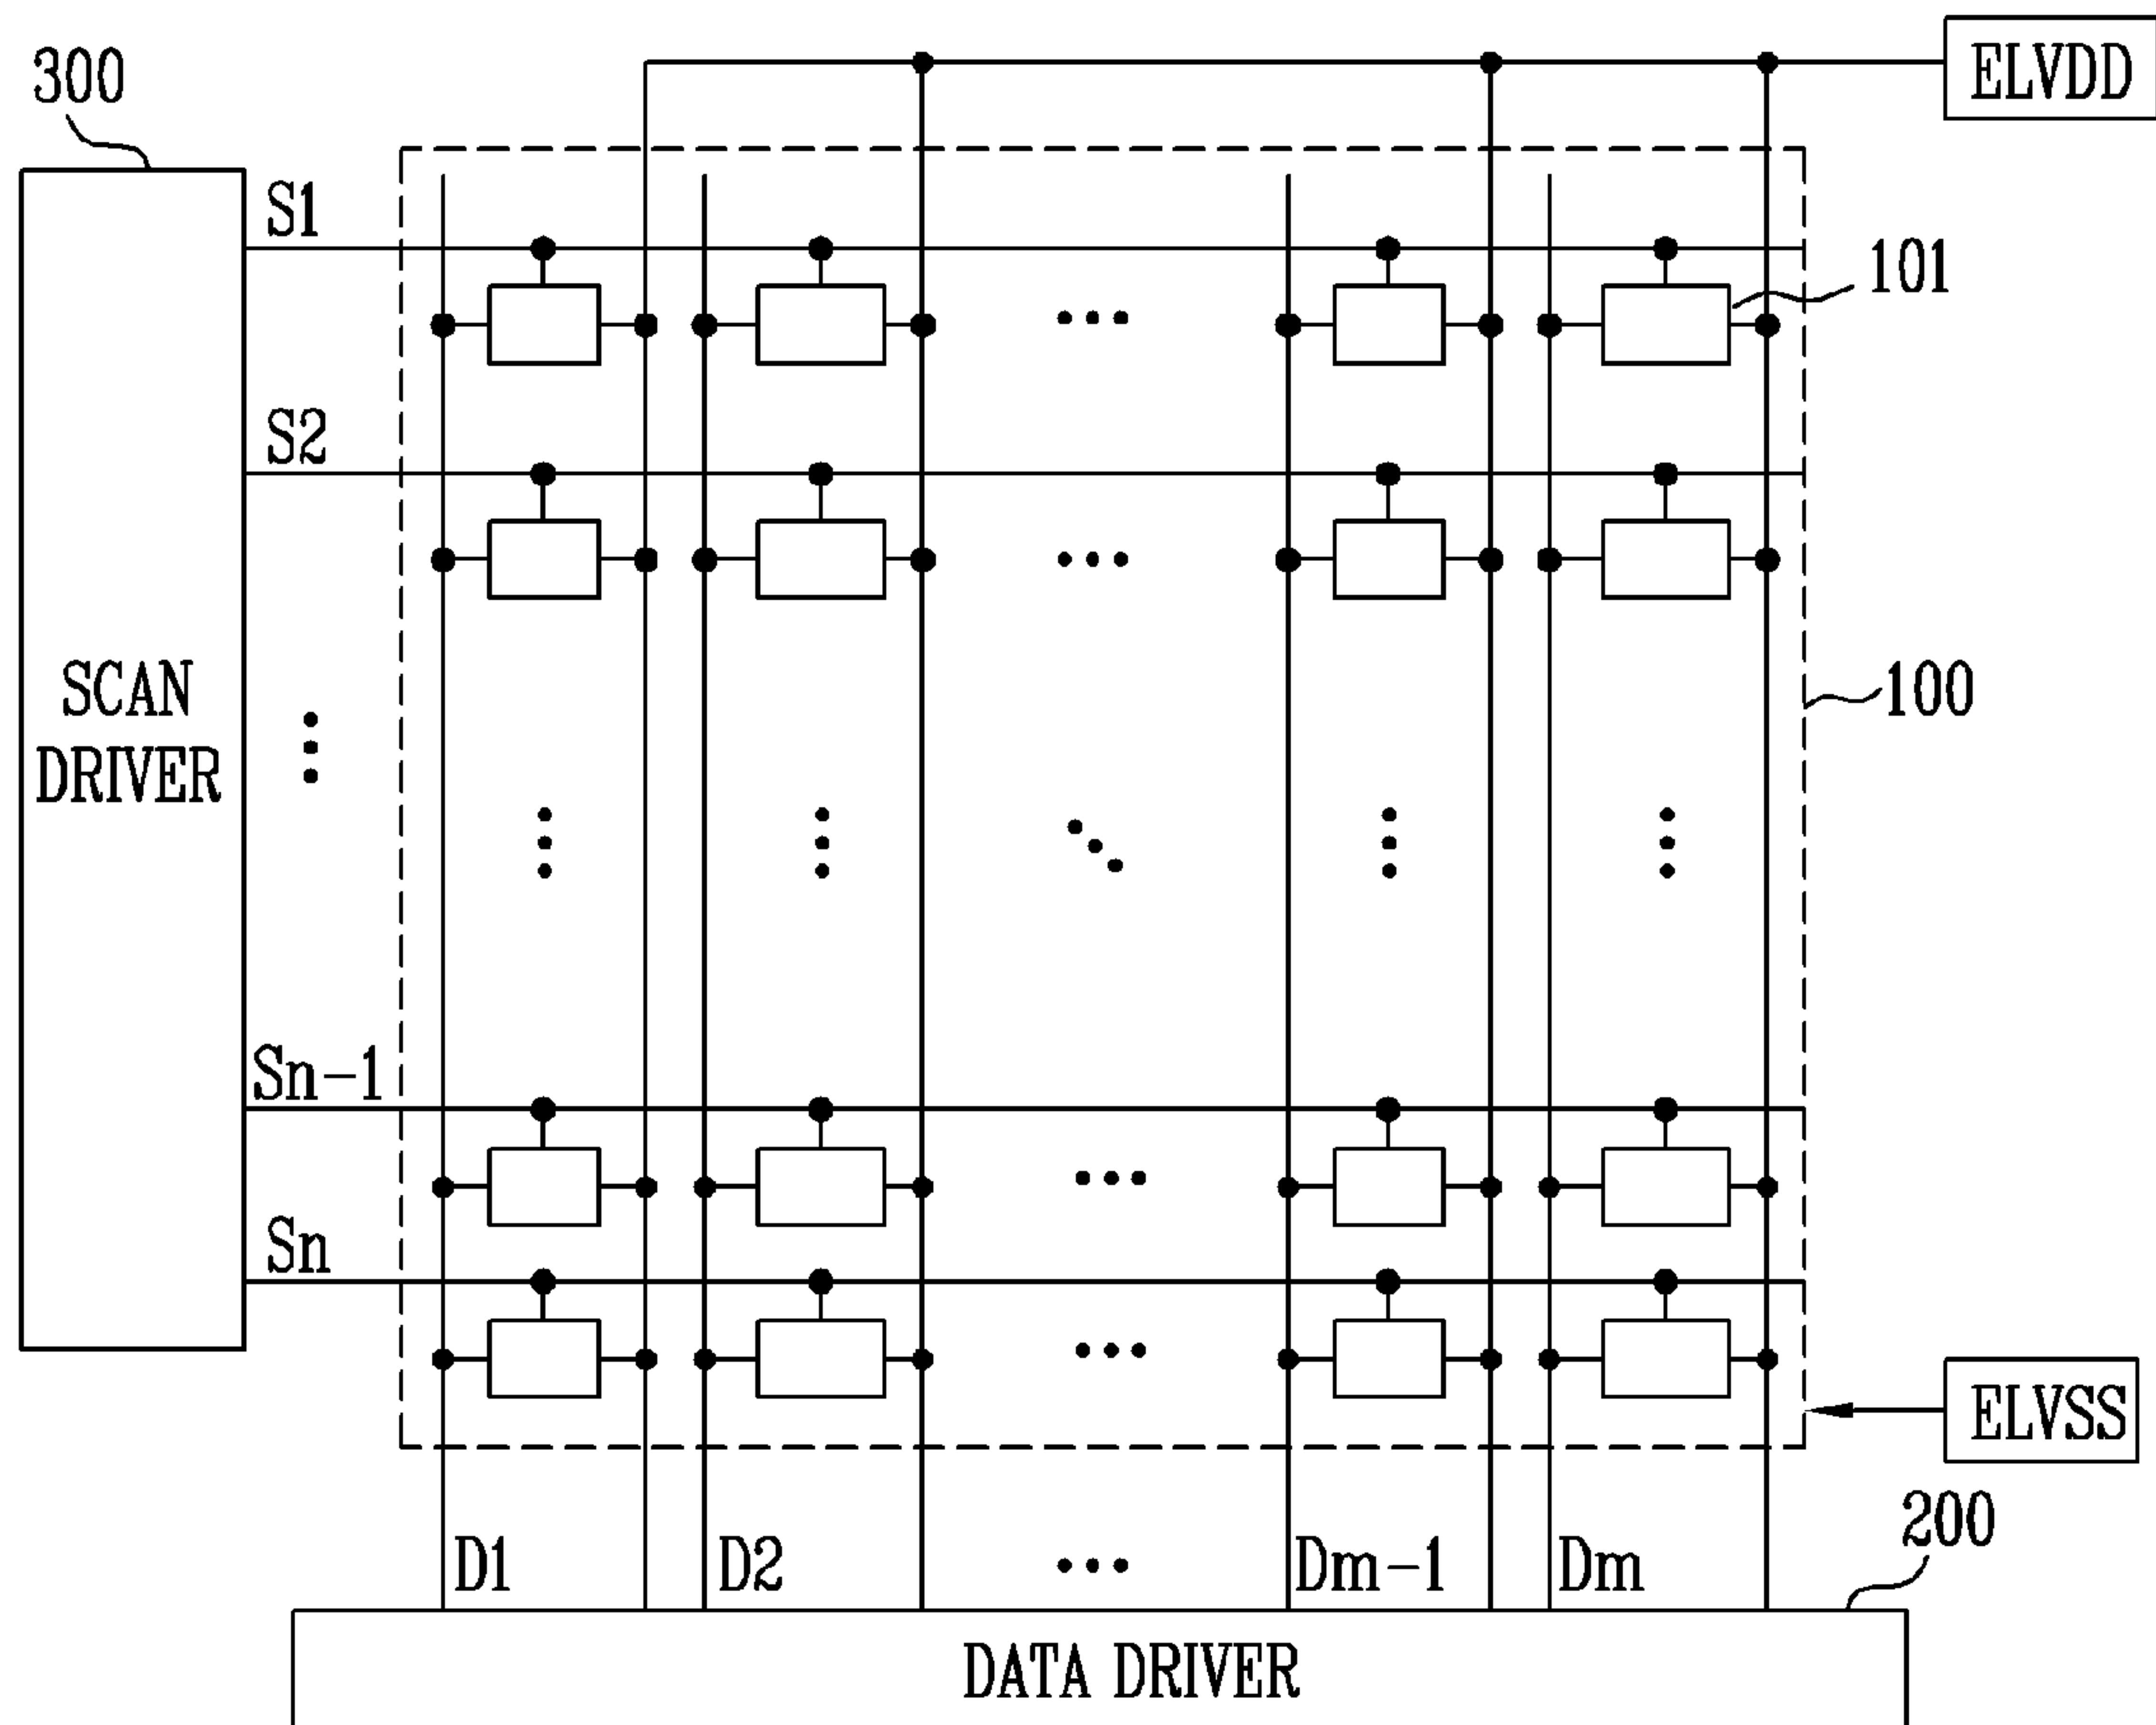 300
ELVDD
S1
101
S2
SCAN
DRIVER
100
Sn-1
Sn
ELVSS
200
D1 D2 Dm-1 Dm
DATA DRIVER